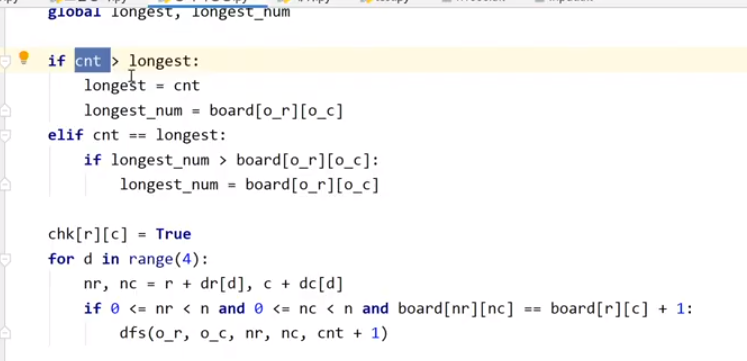 global longest, longest_num
if cnt > longest:
longest = cnt
longest_num = board[o_r][o_c]
elif cnt == longest:
if longest_num > board[o_r][o_c]:
longest_num = board[o_r][o_c]
chk[r][c] = True
for d in range(4):
nr, nc = r + dr[d], c + dc[d]
if 0 <= nr < n and 0 <= nc < n and board[nr][nc] == board[r][c] + 1:
dfs(o_r, o_c, nr, nc, cnt + 1)